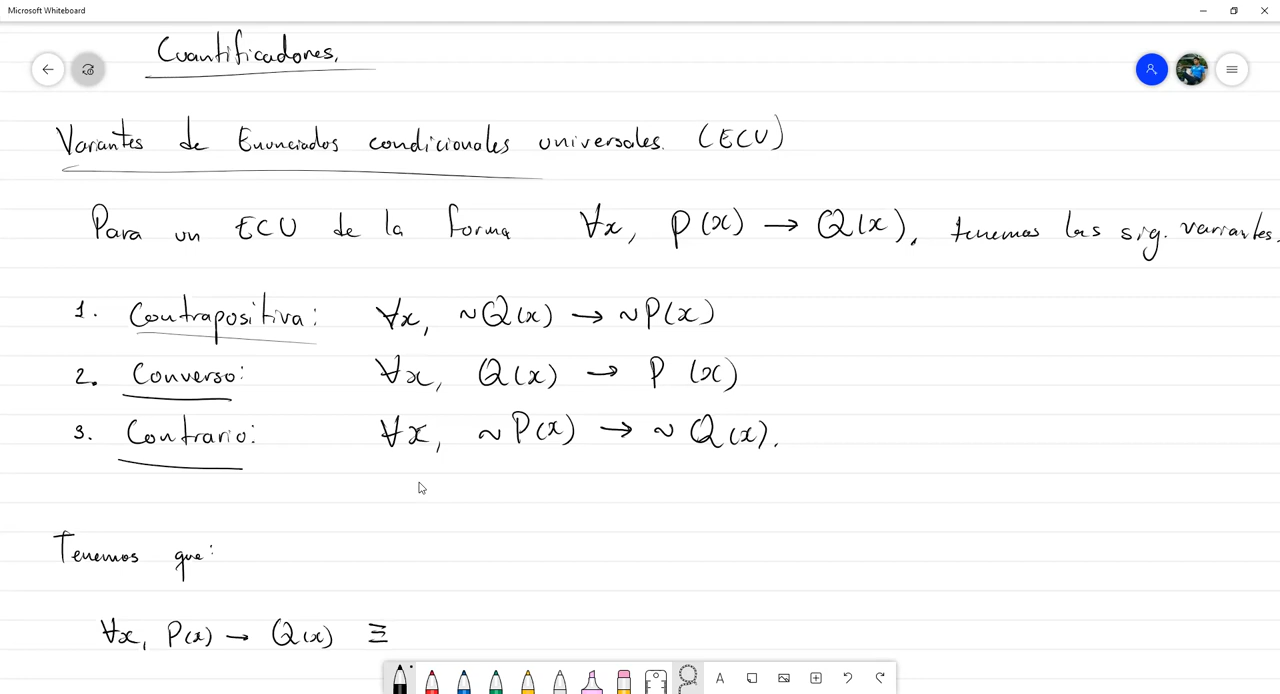 Microsoft Whiteboard
Cuantificadores.
Variantes de Enunciados condicionales universales. (ECU)
Para un ECU de la forma ∀x, P(x) → Q(x), tenemos las sig. variantes.
1. Contrapositiva: ∀x, ~Q(x) → ~P(x)
2. Converso: ∀x, Q(x) → P(x)
3. Contrario: ∀x, ~P(x) → ~Q(x).
Tenemos que:
∀x, P(x) → Q(x) ≡
A